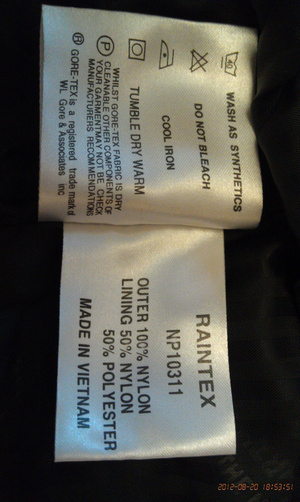 40
WASH AS SYNTHETICS
DO NOT BLEACH
COOL IRON
TUMBLE DRY WARM
P
WHILST GORE-TEX FABRIC IS DRY
CLEANABLE OTHER COMPONENTS OF
YOUR GARMENT MAY NOT BE. CHECK
MANUFACTURERS RECOMMENDATIONS
® GORE-TEX is a registered trade mark of
WL Gore & Associates inc
RAINTEX
NP10311
OUTER 100% NYLON
LINING 50% NYLON
50% POLYESTER
MADE IN VIETNAM
2012-08-20 18:53:51